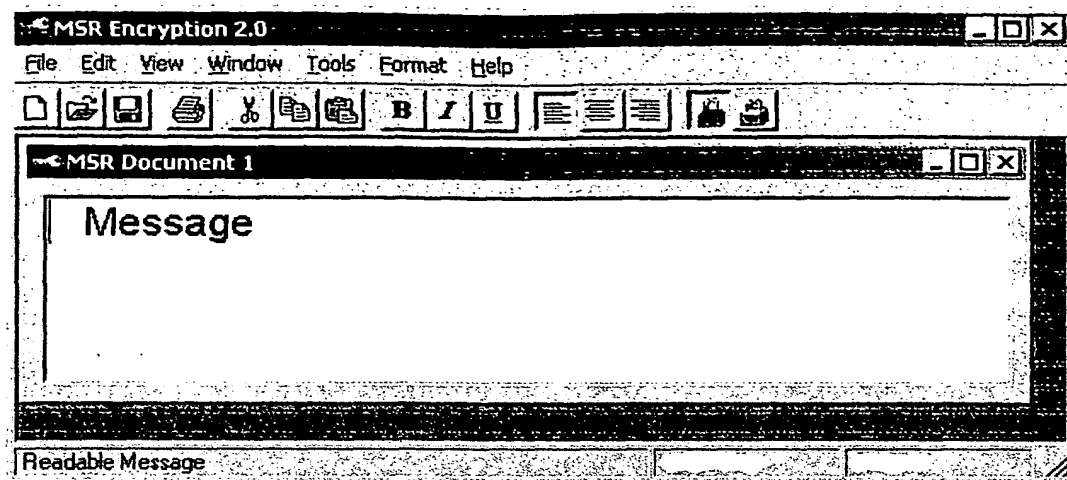 MSR Encryption 2.0
File Edit View Window Tools Format Help
B I U
MSR Document 1
Message
Readable Message